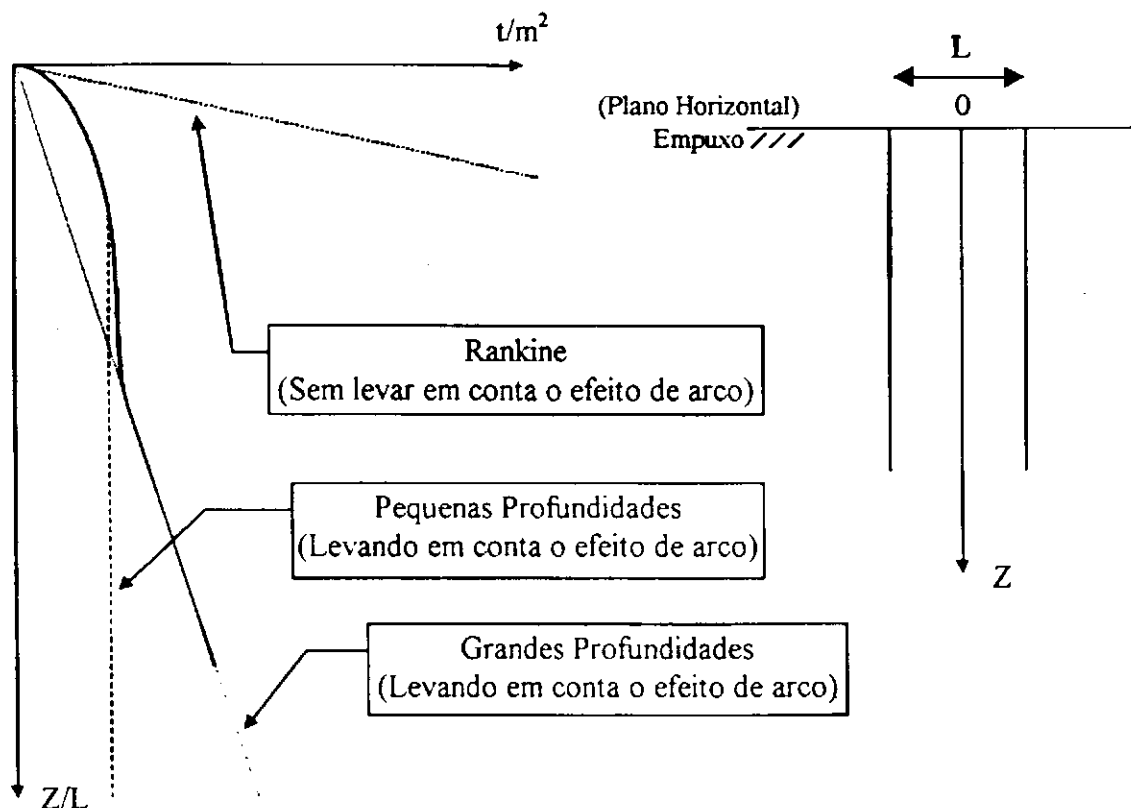 t/m²
L
(Plano Horizontal)
0
Empuxo
Rankine
(Sem levar em conta o efeito de arco)
Pequenas Profundidades
(Levando em conta o efeito de arco)
Z
Grandes Profundidades
(Levando em conta o efeito de arco)
Z/L